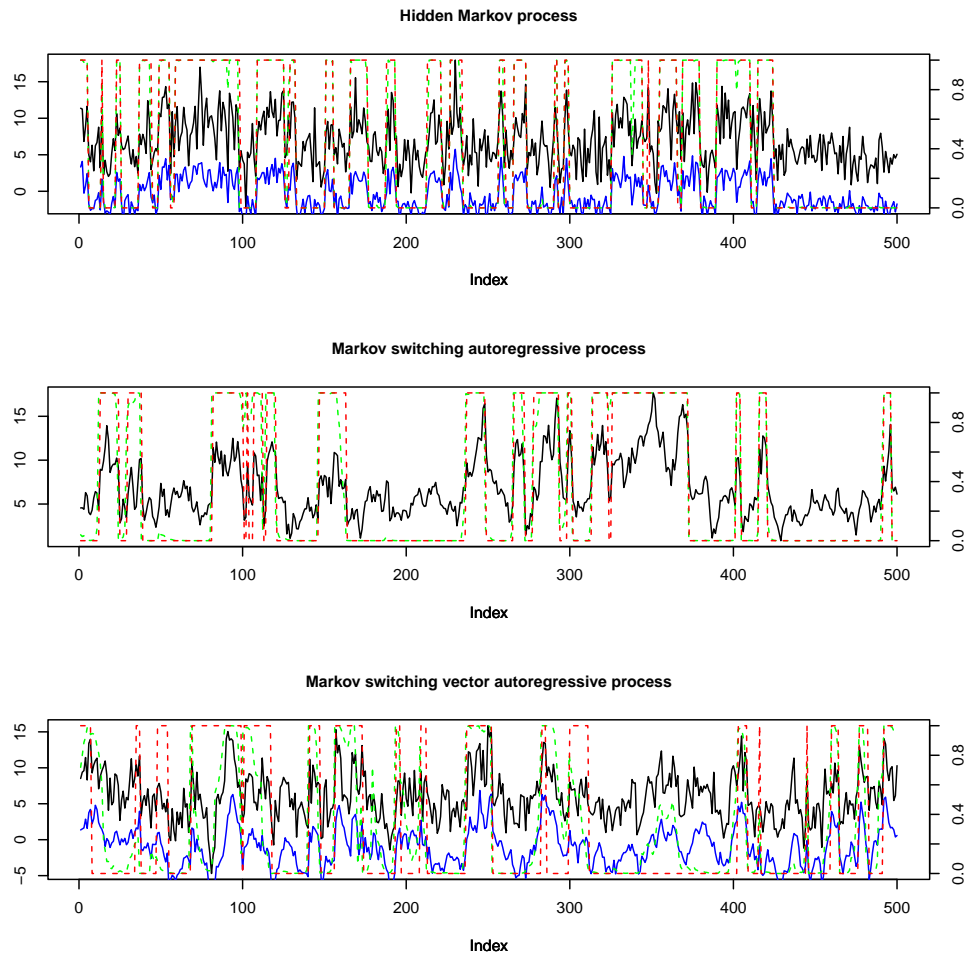 Hidden Markov process
15
10
5
0
0.8
0.4
0.0
0 100 200 300 400 500
Index
Markov switching autoregressive process
15
10
5
0.8
0.4
0.0
0 100 200 300 400 500
Index
Markov switching vector autoregressive process
15
10
5
0
−5
0.8
0.4
0.0
0 100 200 300 400 500
Index